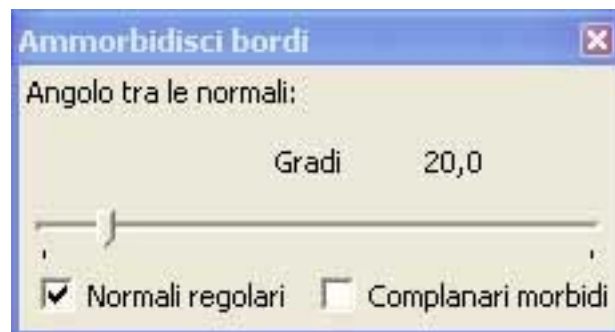 Ammorbidisci bordi
Angolo tra le normali:
Gradi 20,0
Normali regolari Complanari morbidi